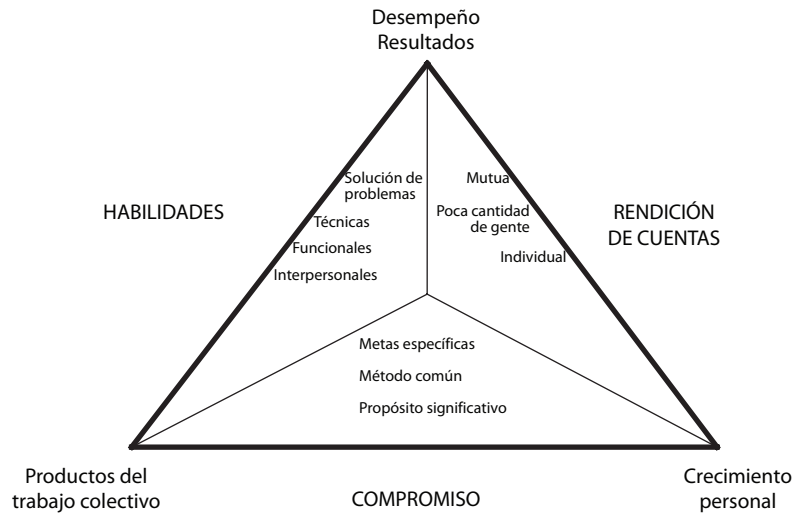 Desempeño
Resultados
HABILIDADES
Solución de
problemas
Técnicas
Funcionales
Interpersonales
Mutua
Poca cantidad
de gente
Individual
RENDICIÓN
DE CUENTAS
Metas específicas
Método común
Propósito significativo
Productos del
trabajo colectivo
COMPROMISO
Crecimiento
personal